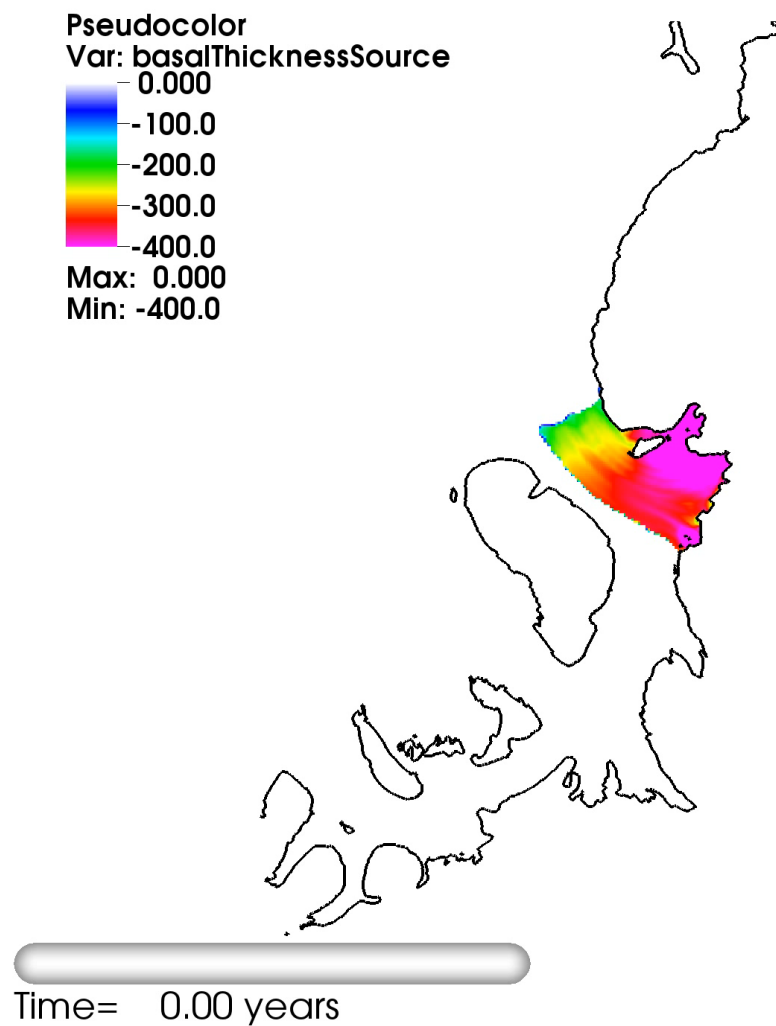 Pseudocolor
Var: basalThicknessSource
0.000
-100.0
-200.0
-300.0
-400.0
Max: 0.000
Min: -400.0
Time= 0.00 years